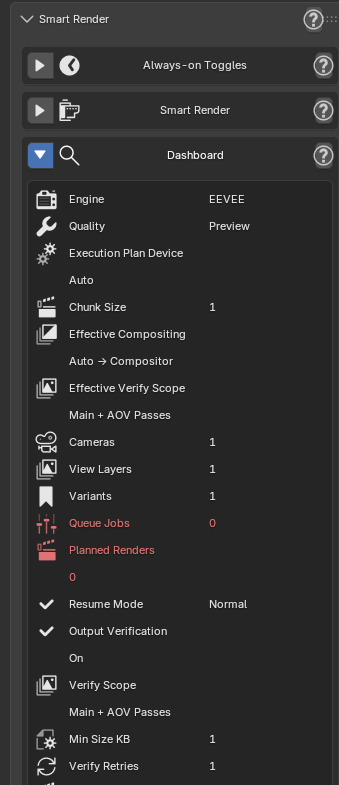 Smart Render
Always-on Toggles
Smart Render
Dashboard
Engine EEVEE
Quality Preview
Execution Plan Device
Auto
Chunk Size 1
Effective Compositing
Auto → Compositor
Effective Verify Scope
Main + AOV Passes
Cameras 1
View Layers 1
Variants 1
Queue Jobs 0
Planned Renders
0
Resume Mode Normal
Output Verification
On
Verify Scope
Main + AOV Passes
Min Size KB 1
Verify Retries 1